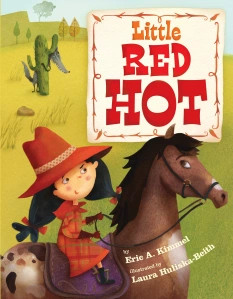 Little
RED
HOT
by
Eric A. Kimmel
illustrated by
Laura Huliska-Beith